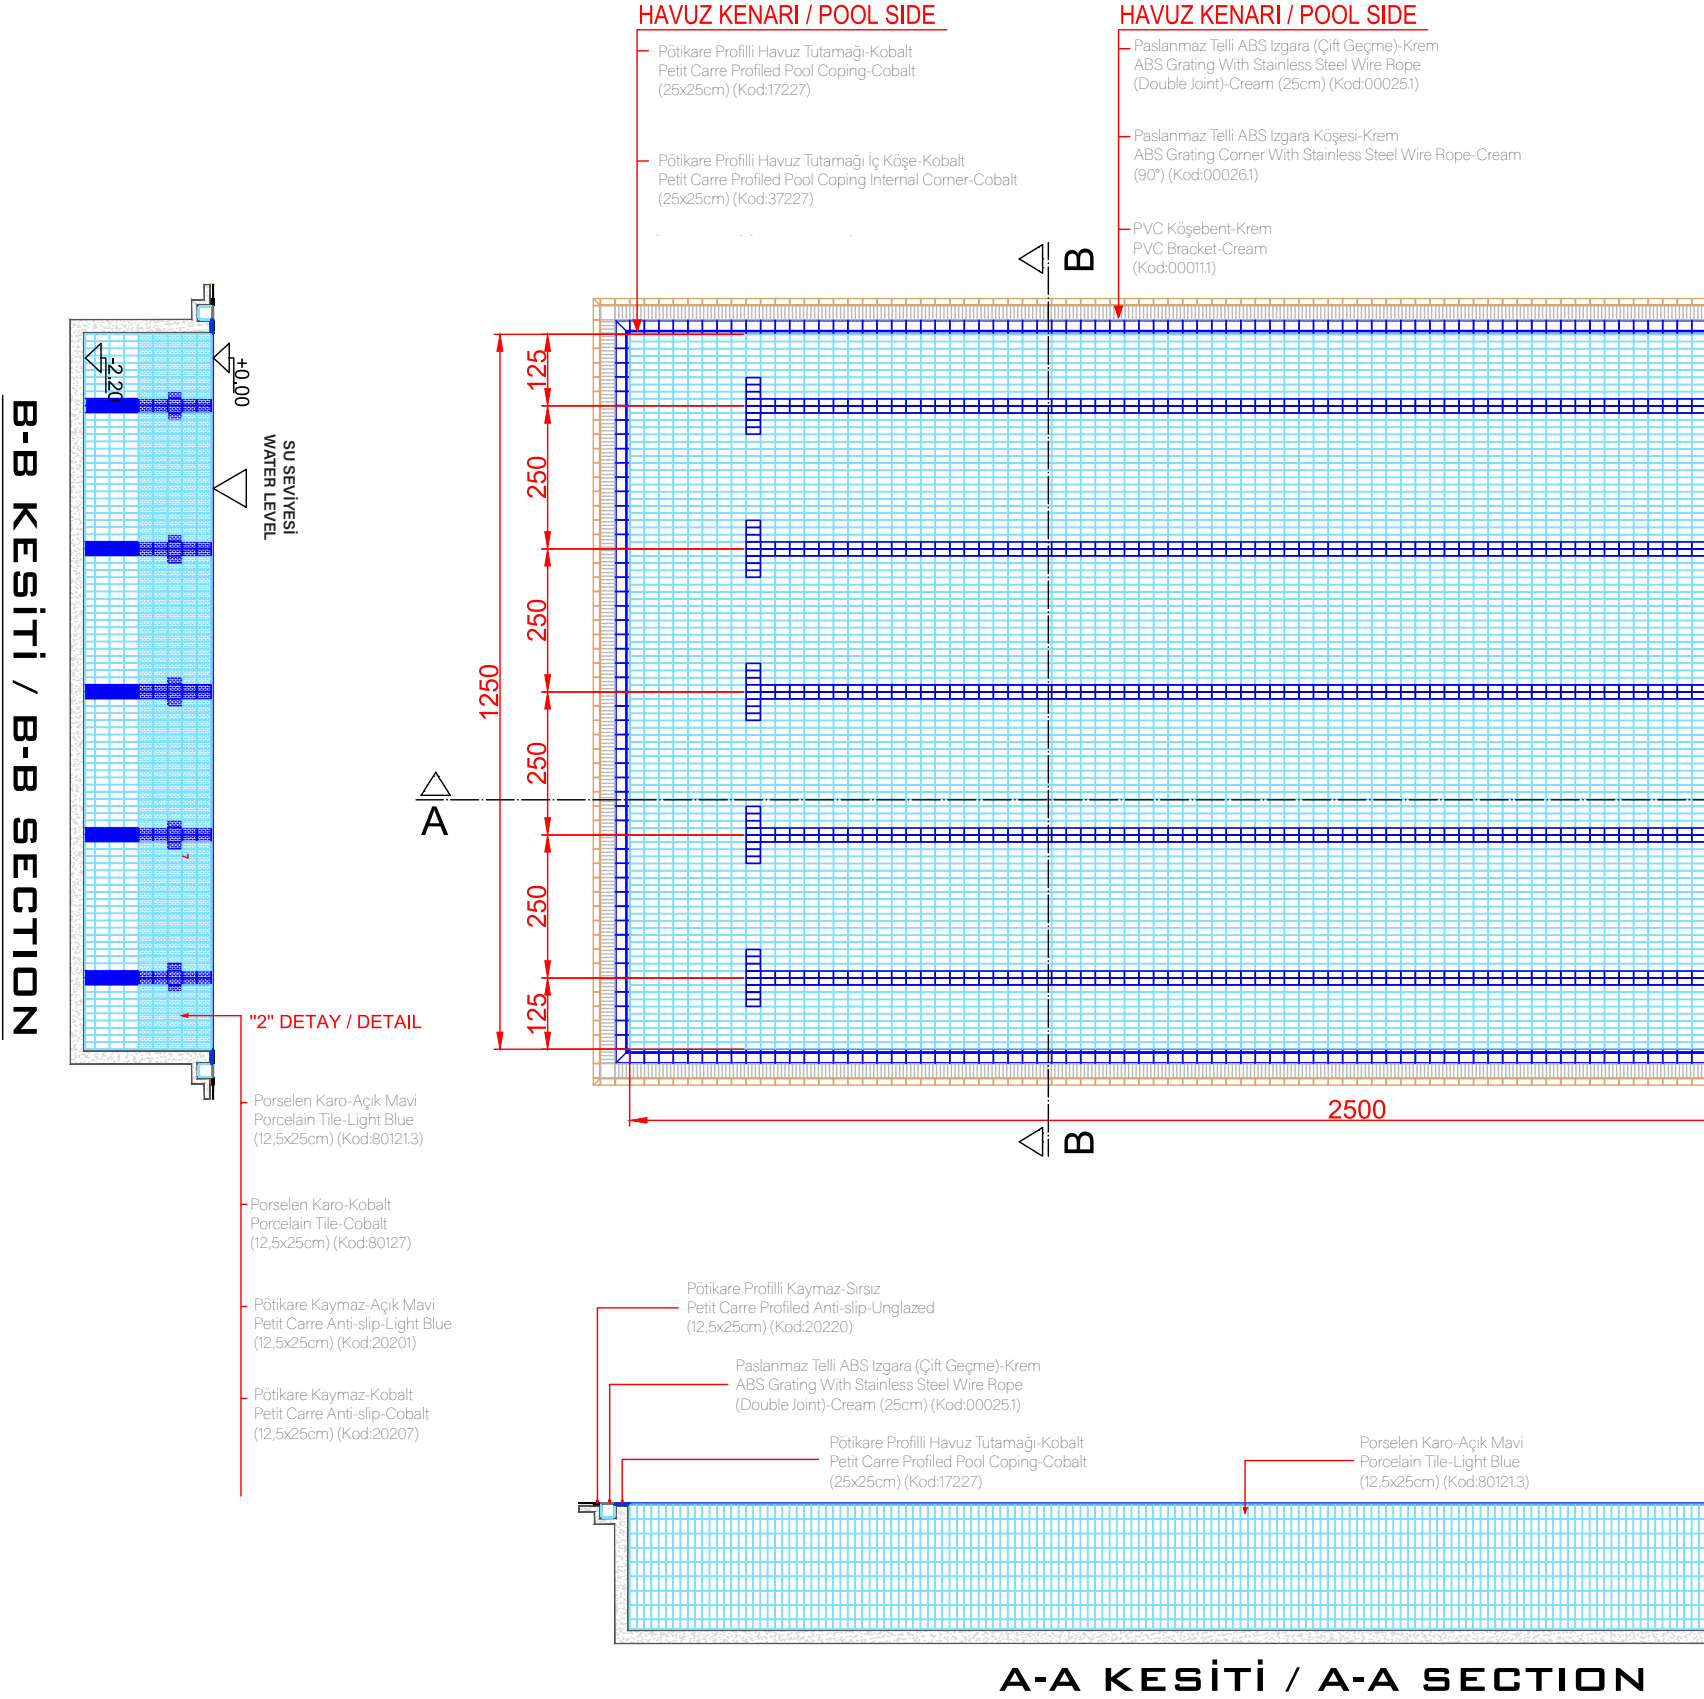 HAVUZ KENARI / POOL SIDE
Pötikare Profilli Havuz Tutamağı-Kobalt
Petit Carre Profiled Pool Coping-Cobalt
(25x25cm) (Kod:17227)
Pötikare Profilli Havuz Tutamağı İç Köşe-Kobalt
Petit Carre Profiled Pool Coping Internal Corner-Cobalt
(25x25cm) (Kod:37227)
HAVUZ KENARI / POOL SIDE
Paslanmaz Telli ABS Izgara (Çift Geçme)-Krem
ABS Grating With Stainless Steel Wire Rope
(Double Joint)-Cream (25cm) (Kod:00025.1)
Paslanmaz Telli ABS Izgara Köşesi-Krem
ABS Grating Corner With Stainless Steel Wire Rope-Cream
(90°) (Kod:00026.1)
PVC Köşebent-Krem
PVC Bracket-Cream
(Kod:00011.1)
B
B-B KESİTİ / B-B SECTION
-2.20
+0.00
SU SEVİYESİ
WATER LEVEL
7
125
250
250
250
250
125
1250
A
2500
B
"2" DETAY / DETAIL
Porselen Karo-Açık Mavi
Porcelain Tile-Light Blue
(12,5x25cm) (Kod:80121.3)
Porselen Karo-Kobalt
Porcelain Tile-Cobalt
(12,5x25cm) (Kod:80127)
Pötikare Kaymaz-Açık Mavi
Petit Carre Anti-slip-Light Blue
(12,5x25cm) (Kod:20201)
Pötikare Kaymaz-Kobalt
Petit Carre Anti-slip-Cobalt
(12,5x25cm) (Kod:20207)
Pötikare Profilli Kaymaz-Sırsız
Petit Carre Profiled Anti-slip-Unglazed
(12,5x25cm) (Kod:20220)
Paslanmaz Telli ABS Izgara (Çift Geçme)-Krem
ABS Grating With Stainless Steel Wire Rope
(Double Joint)-Cream (25cm) (Kod:00025.1)
Pötikare Profilli Havuz Tutamağı-Kobalt
Petit Carre Profiled Pool Coping-Cobalt
(25x25cm) (Kod:17227)
Porselen Karo-Açık Mavi
Porcelain Tile-Light Blue
(12,5x25cm) (Kod:80121.3)
A-A KESİTİ / A-A SECTION